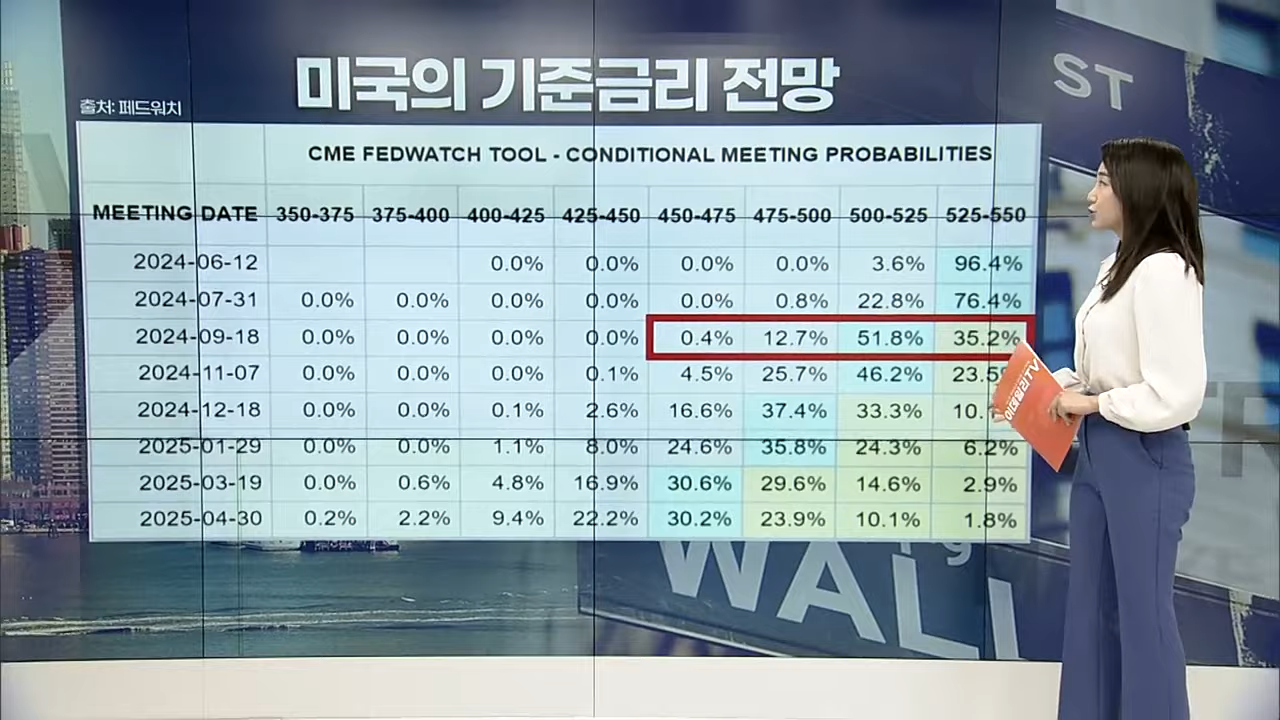 미국의 기준금리 전망
출처: 페드워치
ST
CME FEDWATCH TOOL - CONDITIONAL MEETING PROBABILITIES
MEETING DATE 350-375 375-400 400-425 425-450 450-475 475-500 500-525 525-550
2024-06-12 0.0% 0.0% 0.0% 0.0% 3.6% 96.4%
2024-07-31 0.0% 0.0% 0.0% 0.0% 0.0% 0.8% 22.8% 76.4%
2024-09-18 0.0% 0.0% 0.0% 0.0% 0.4% 12.7% 51.8% 35.2%
2024-11-07 0.0% 0.0% 0.0% 0.1% 4.5% 25.7% 46.2% 23.5
2024-12-18 0.0% 0.0% 0.1% 2.6% 16.6% 37.4% 33.3% 10.
2025-01-29 0.0% 0.0% 1.1% 8.0% 24.6% 35.8% 24.3% 6.2%
2025-03-19 0.0% 0.6% 4.8% 16.9% 30.6% 29.6% 14.6% 2.9%
2025-04-30 0.2% 2.2% 9.4% 22.2% 30.2% 23.9% 10.1% 1.8%
이데일리TV
WALL